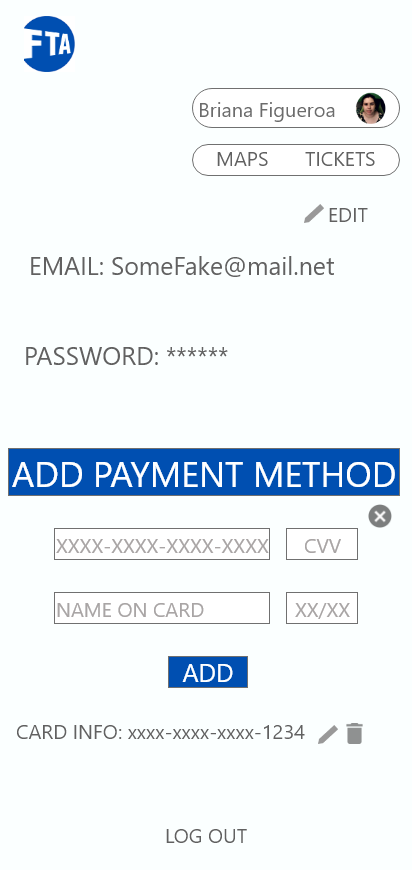 FTA
Briana Figueroa
MAPS TICKETS
EDIT
EMAIL: SomeFake@mail.net
PASSWORD: ******
ADD PAYMENT METHOD
XXXX-XXXX-XXXX-XXXX CVV
NAME ON CARD XX/XX
ADD
CARD INFO: xxxx-xxxx-xxxx-1234
LOG OUT